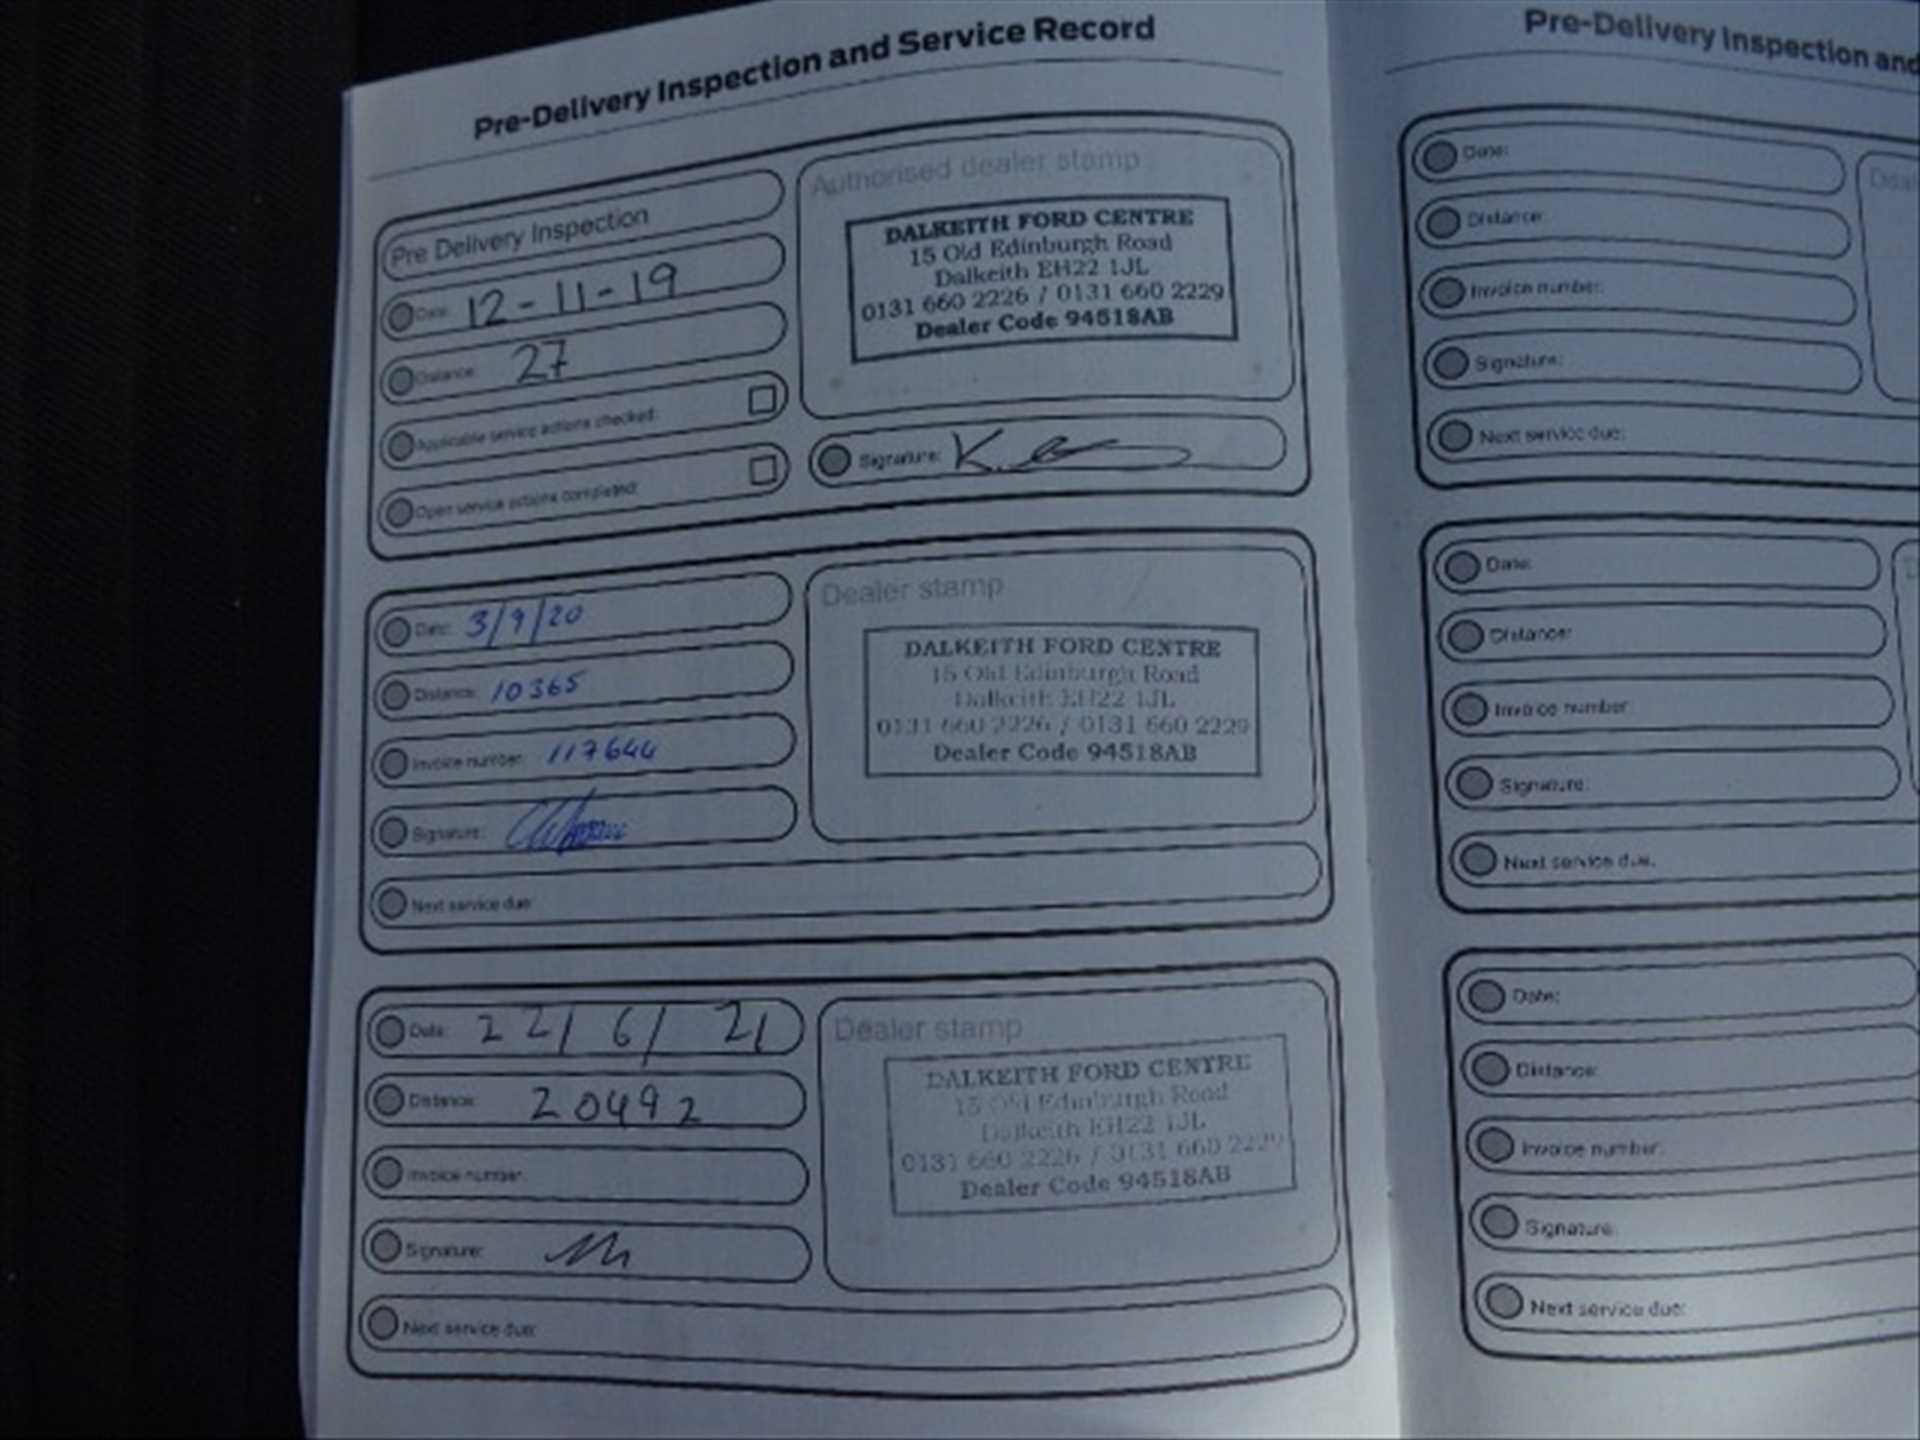 Pre-Delivery Inspection and Service Record
Pre Delivery Inspection
Date: 12-11-19
Distance: 27
Applicable service actions checked:
Open service actions completed:
Authorised dealer stamp
DALKEITH FORD CENTRE
15 Old Edinburgh Road
Dalkeith EH22 1JL
0131 660 2226 / 0131 660 2229
Dealer Code 94518AB
Signature: K.
Date: 3/9/20
Distance: 10365
Invoice number: 117644
Signature:
Next service due:
Dealer stamp
DALKEITH FORD CENTRE
15 Old Edinburgh Road
Dalkeith EH22 1JL
0131 660 2226 / 0131 660 2229
Dealer Code 94518AB
Date: 22/6/21
Distance: 20492
Invoice number:
Signature:
Next service due:
Dealer stamp
DALKEITH FORD CENTRE
15 Old Edinburgh Road
Dalkeith EH22 1JL
0131 660 2226 / 0131 660 2229
Dealer Code 94518AB
Pre-Delivery Inspection and
Date:
Distance:
Invoice number:
Signature:
Next service due:
Date:
Distance:
Invoice number:
Signature:
Next service due:
Date:
Distance:
Invoice number:
Signature:
Next service due: